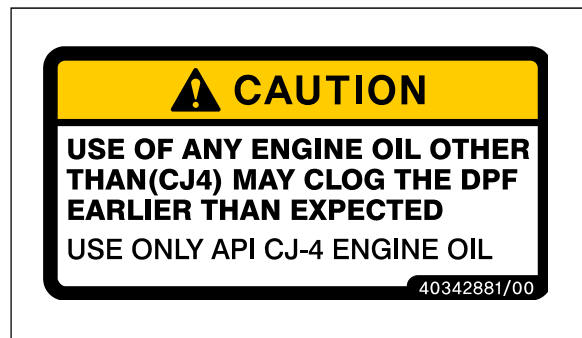 CAUTION
USE OF ANY ENGINE OIL OTHER
THAN(CJ4) MAY CLOG THE DPF
EARLIER THAN EXPECTED
USE ONLY API CJ-4 ENGINE OIL
40342881/00